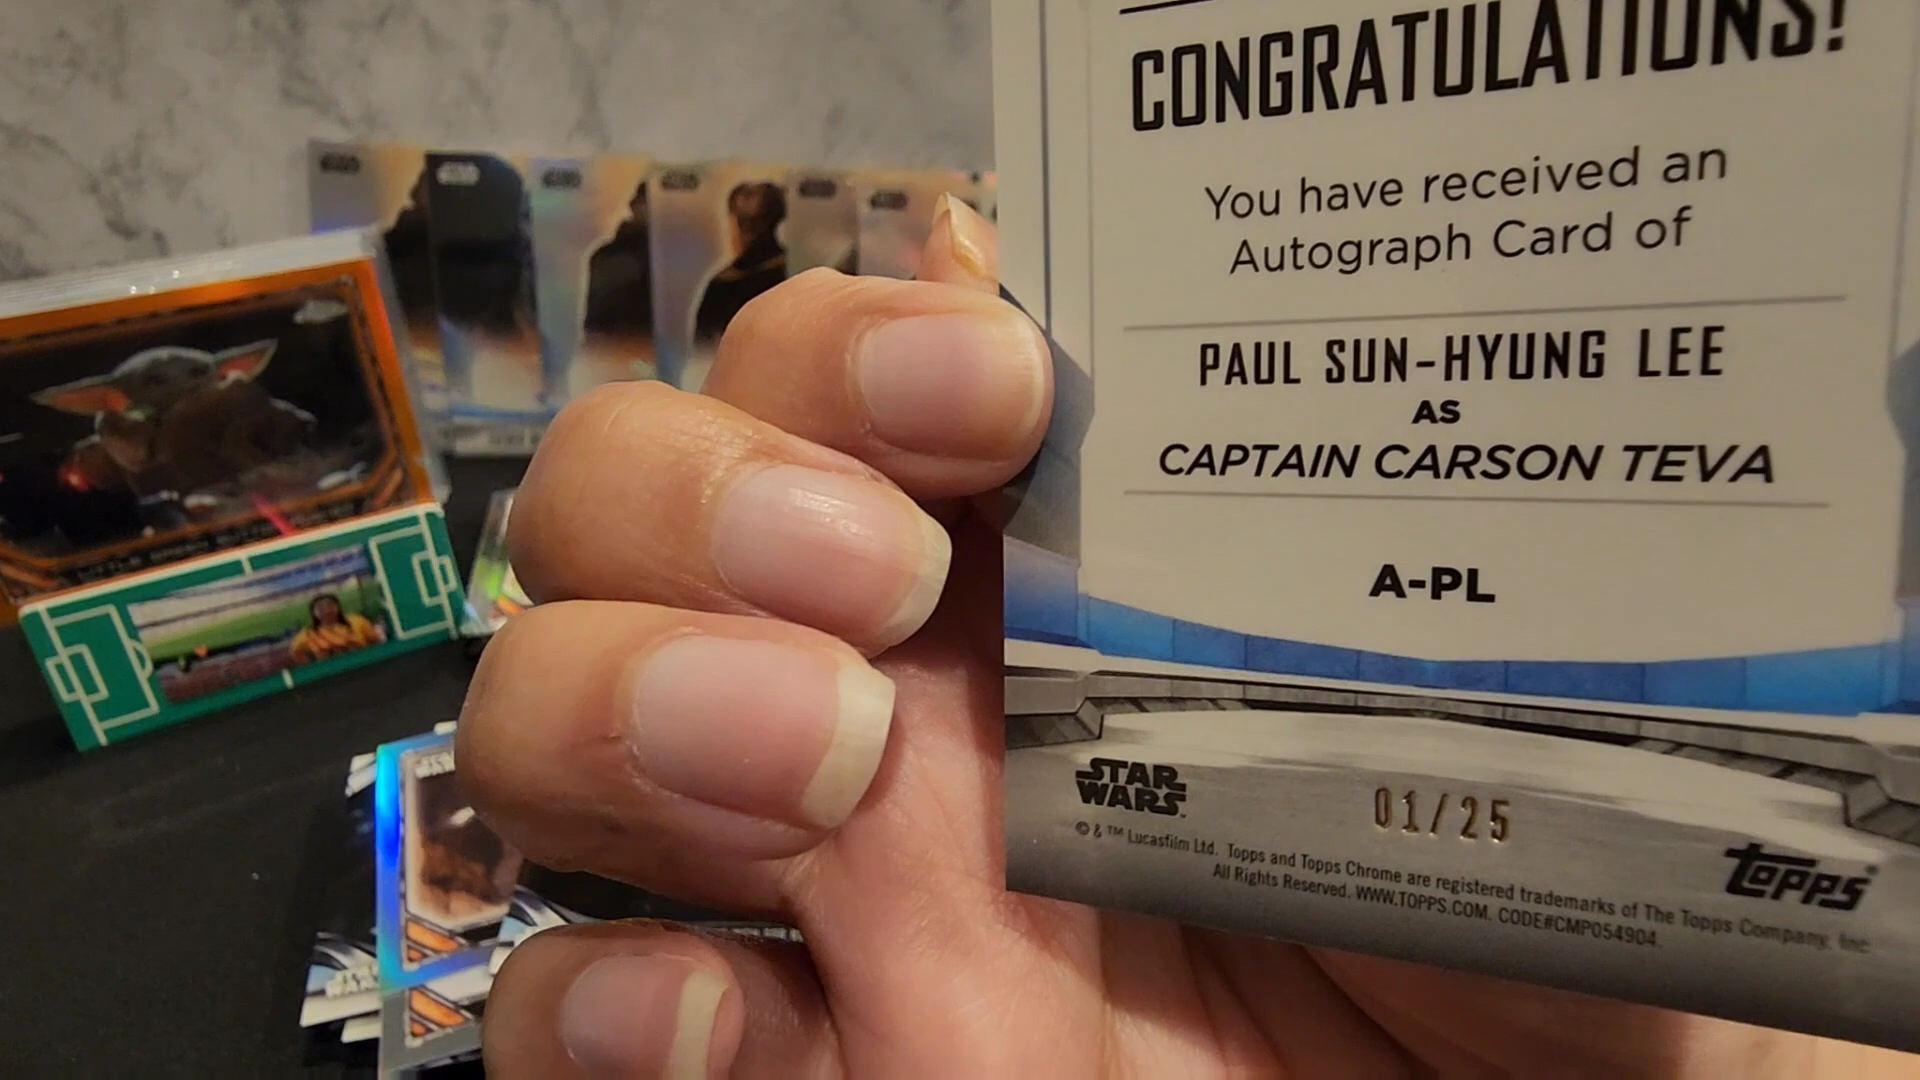 CONGRATULATIONS!
You have received an
Autograph Card of
PAUL SUN-HYUNG LEE
AS
CAPTAIN CARSON TEVA
A-PL
STAR
WARS
01/25
topps
© & ™ Lucasfilm Ltd. Topps and Topps Chrome are registered trademarks of The Topps Company, Inc
All Rights Reserved. WWW.TOPPS.COM. CODE#CMP054904.